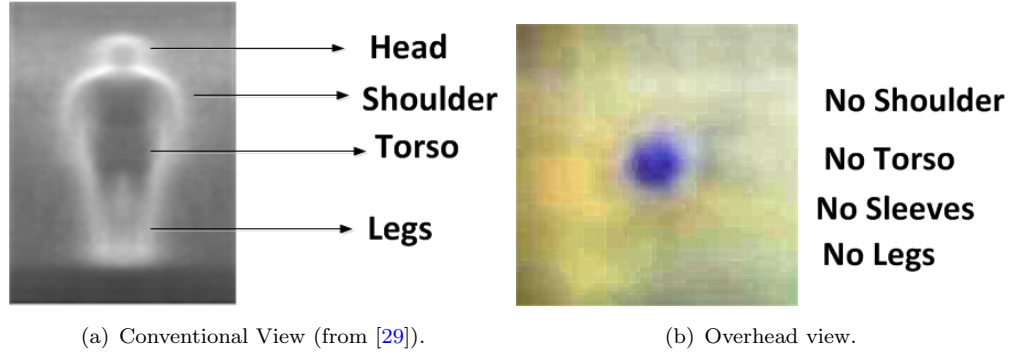 Head
Shoulder
Torso
Legs
No Shoulder
No Torso
No Sleeves
No Legs
(a) Conventional View (from [29]).
(b) Overhead view.